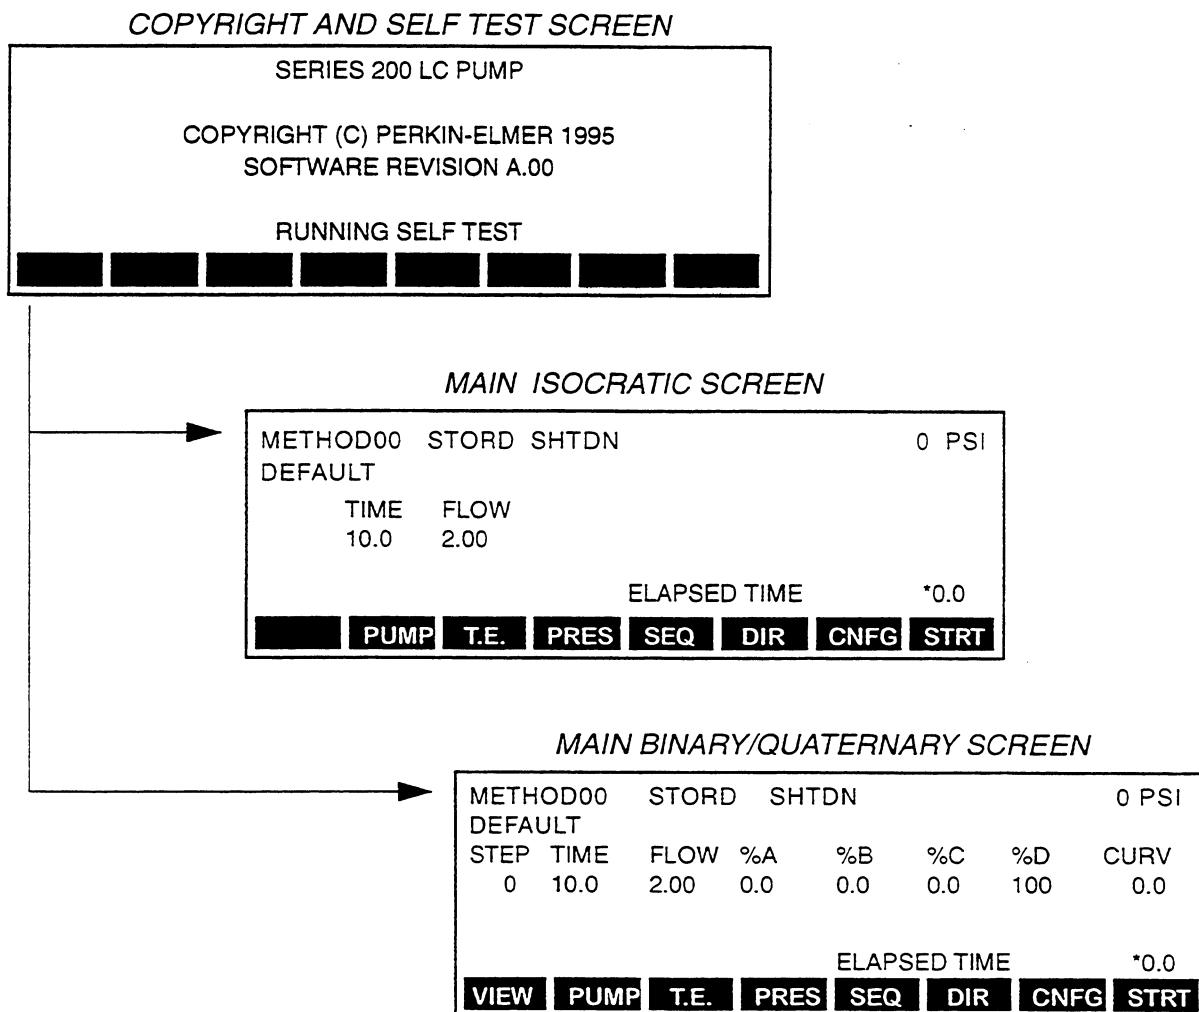 COPYRIGHT AND SELF TEST SCREEN
SERIES 200 LC PUMP
COPYRIGHT (C) PERKIN-ELMER 1995
SOFTWARE REVISION A.00
RUNNING SELF TEST
MAIN ISOCRATIC SCREEN
METHOD00 STORD SHTDN 0 PSI
DEFAULT
TIME FLOW
10.0 2.00
ELAPSED TIME *0.0
PUMP T.E. PRES SEQ DIR CNFG STRT
MAIN BINARY/QUATERNARY SCREEN
METHOD00 STORD SHTDN 0 PSI
DEFAULT
STEP TIME FLOW %A %B %C %D CURV
0 10.0 2.00 0.0 0.0 0.0 100 0.0
ELAPSED TIME *0.0
VIEW PUMP T.E. PRES SEQ DIR CNFG STRT